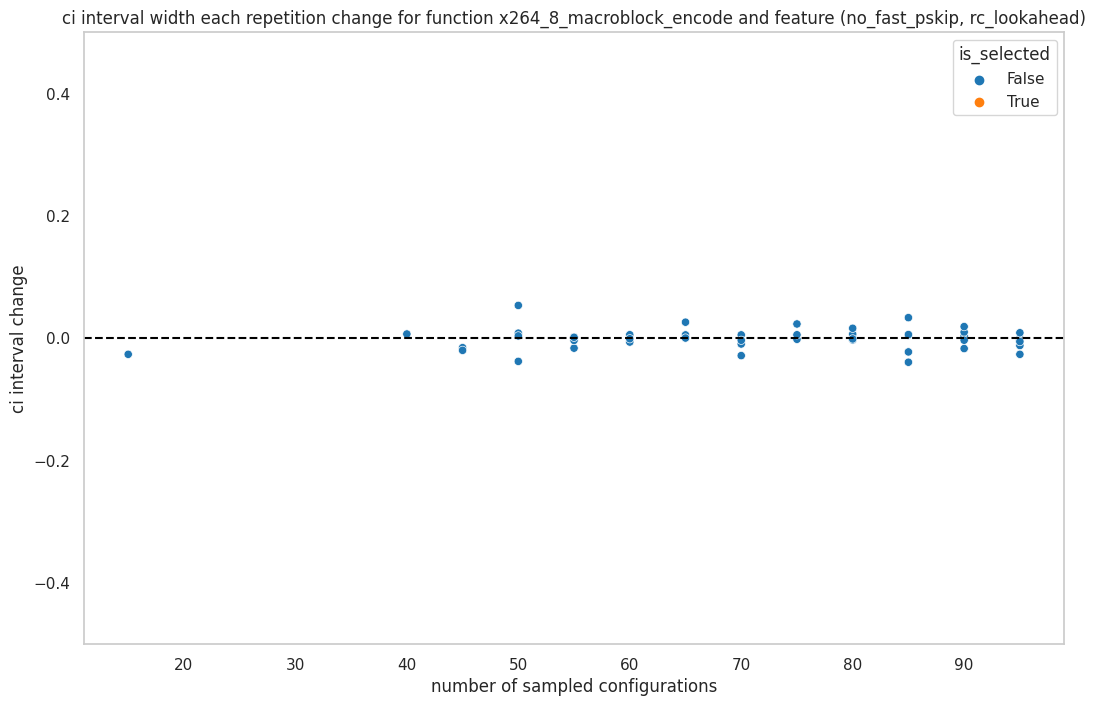 ci interval width each repetition change for function x264_8_macroblock_encode and feature (no_fast_pskip, rc_lookahead)
is_selected
False
True
ci interval change
0.4
0.2
0.0
−0.2
−0.4
20 30 40 50 60 70 80 90
number of sampled configurations